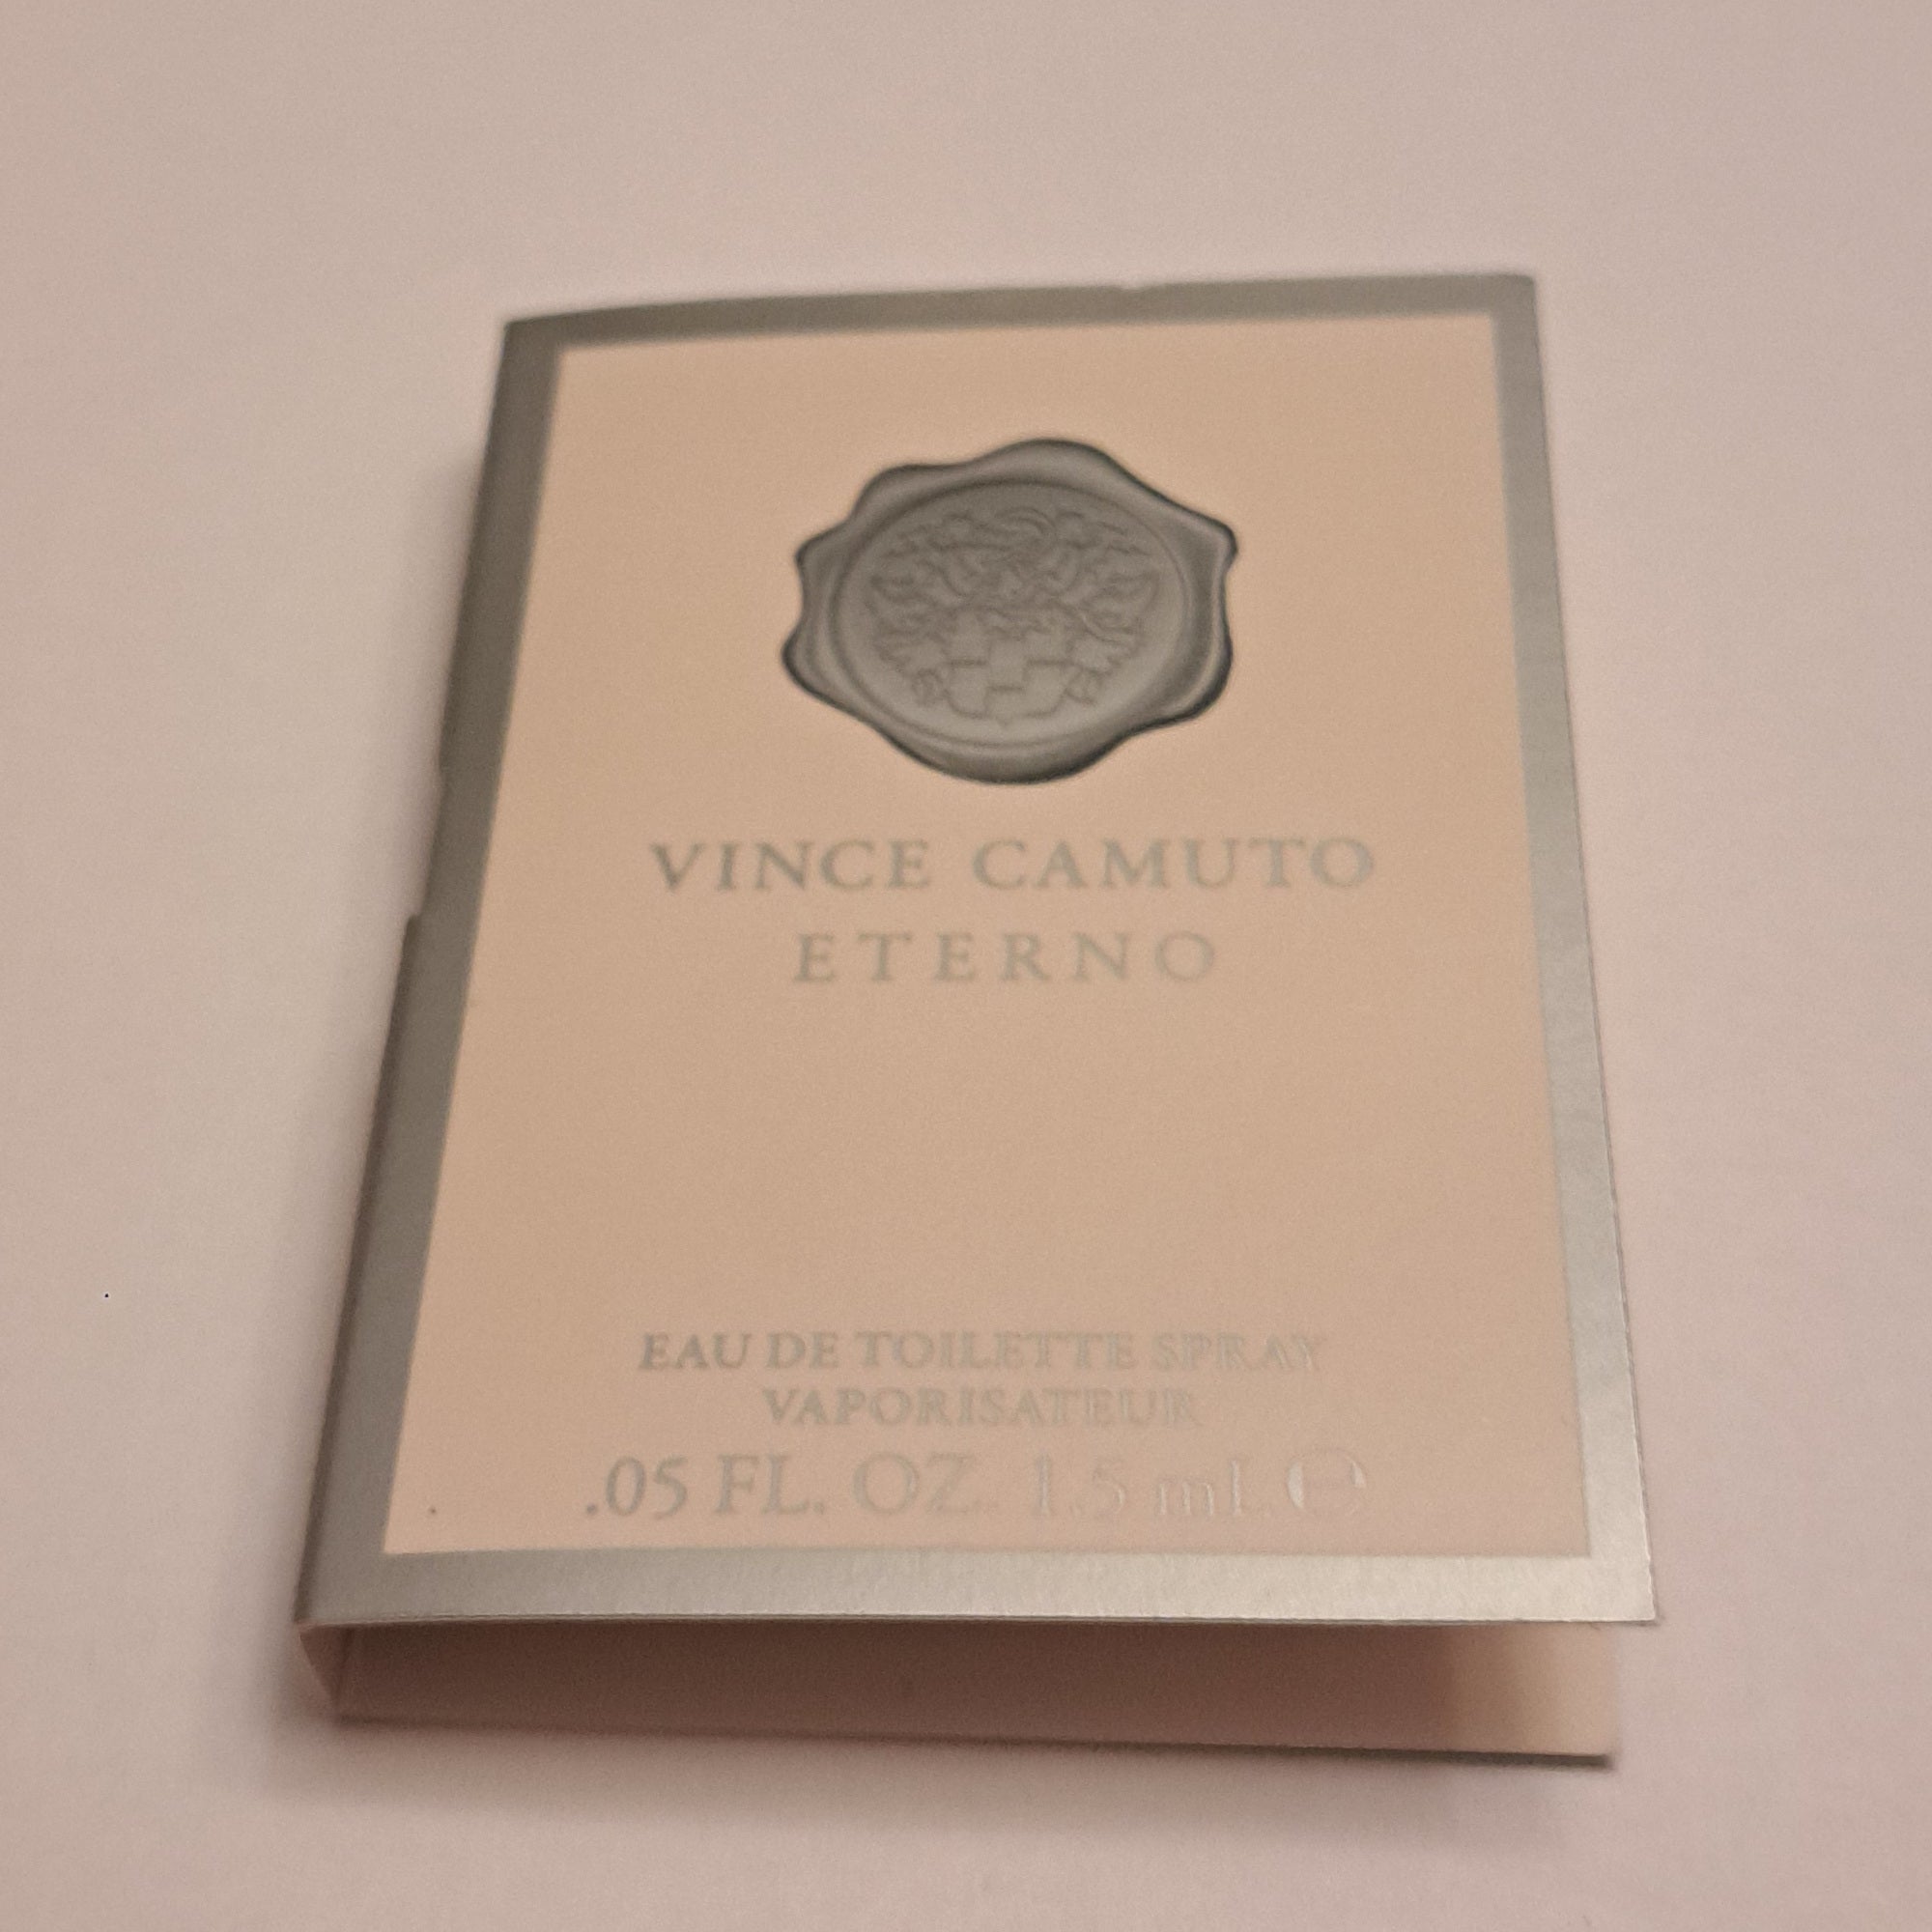 VINCE CAMUTO
ETERNO
EAU DE TOILETTE SPRAY
VAPORISATEUR
.05 FL. OZ. 1.5 mL ℮